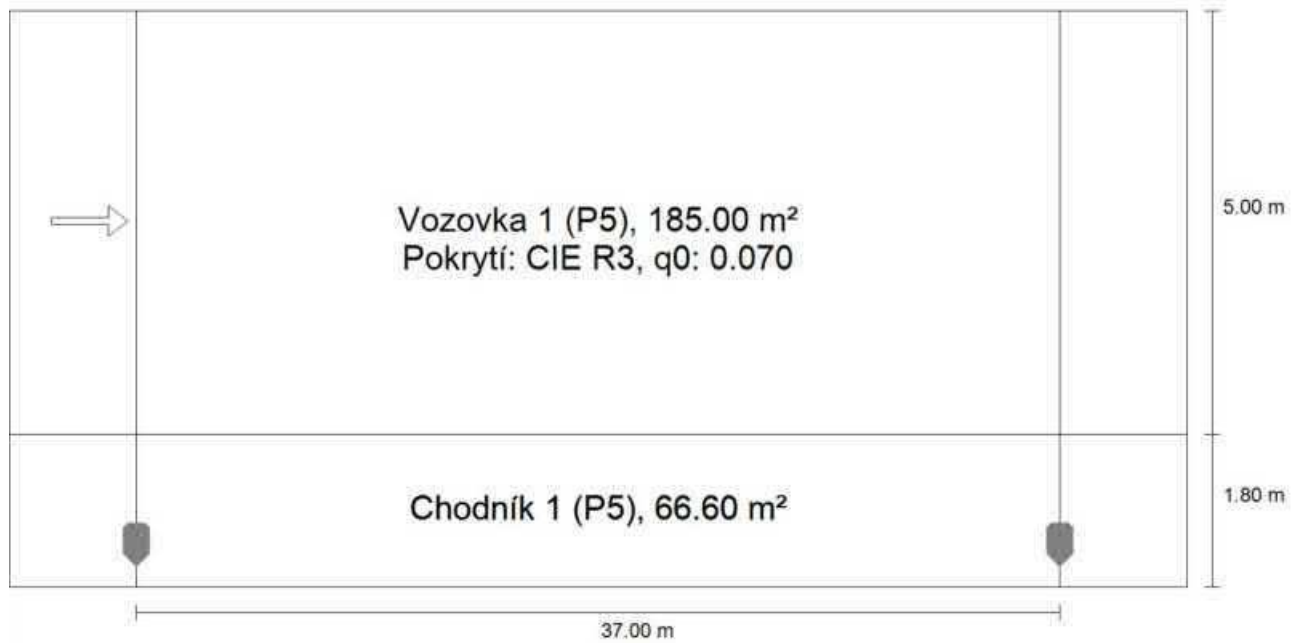 Vozovka 1 (P5), 185.00 m²
Pokrytí: CIE R3, q0: 0.070
5.00 m
Chodník 1 (P5), 66.60 m²
1.80 m
37.00 m